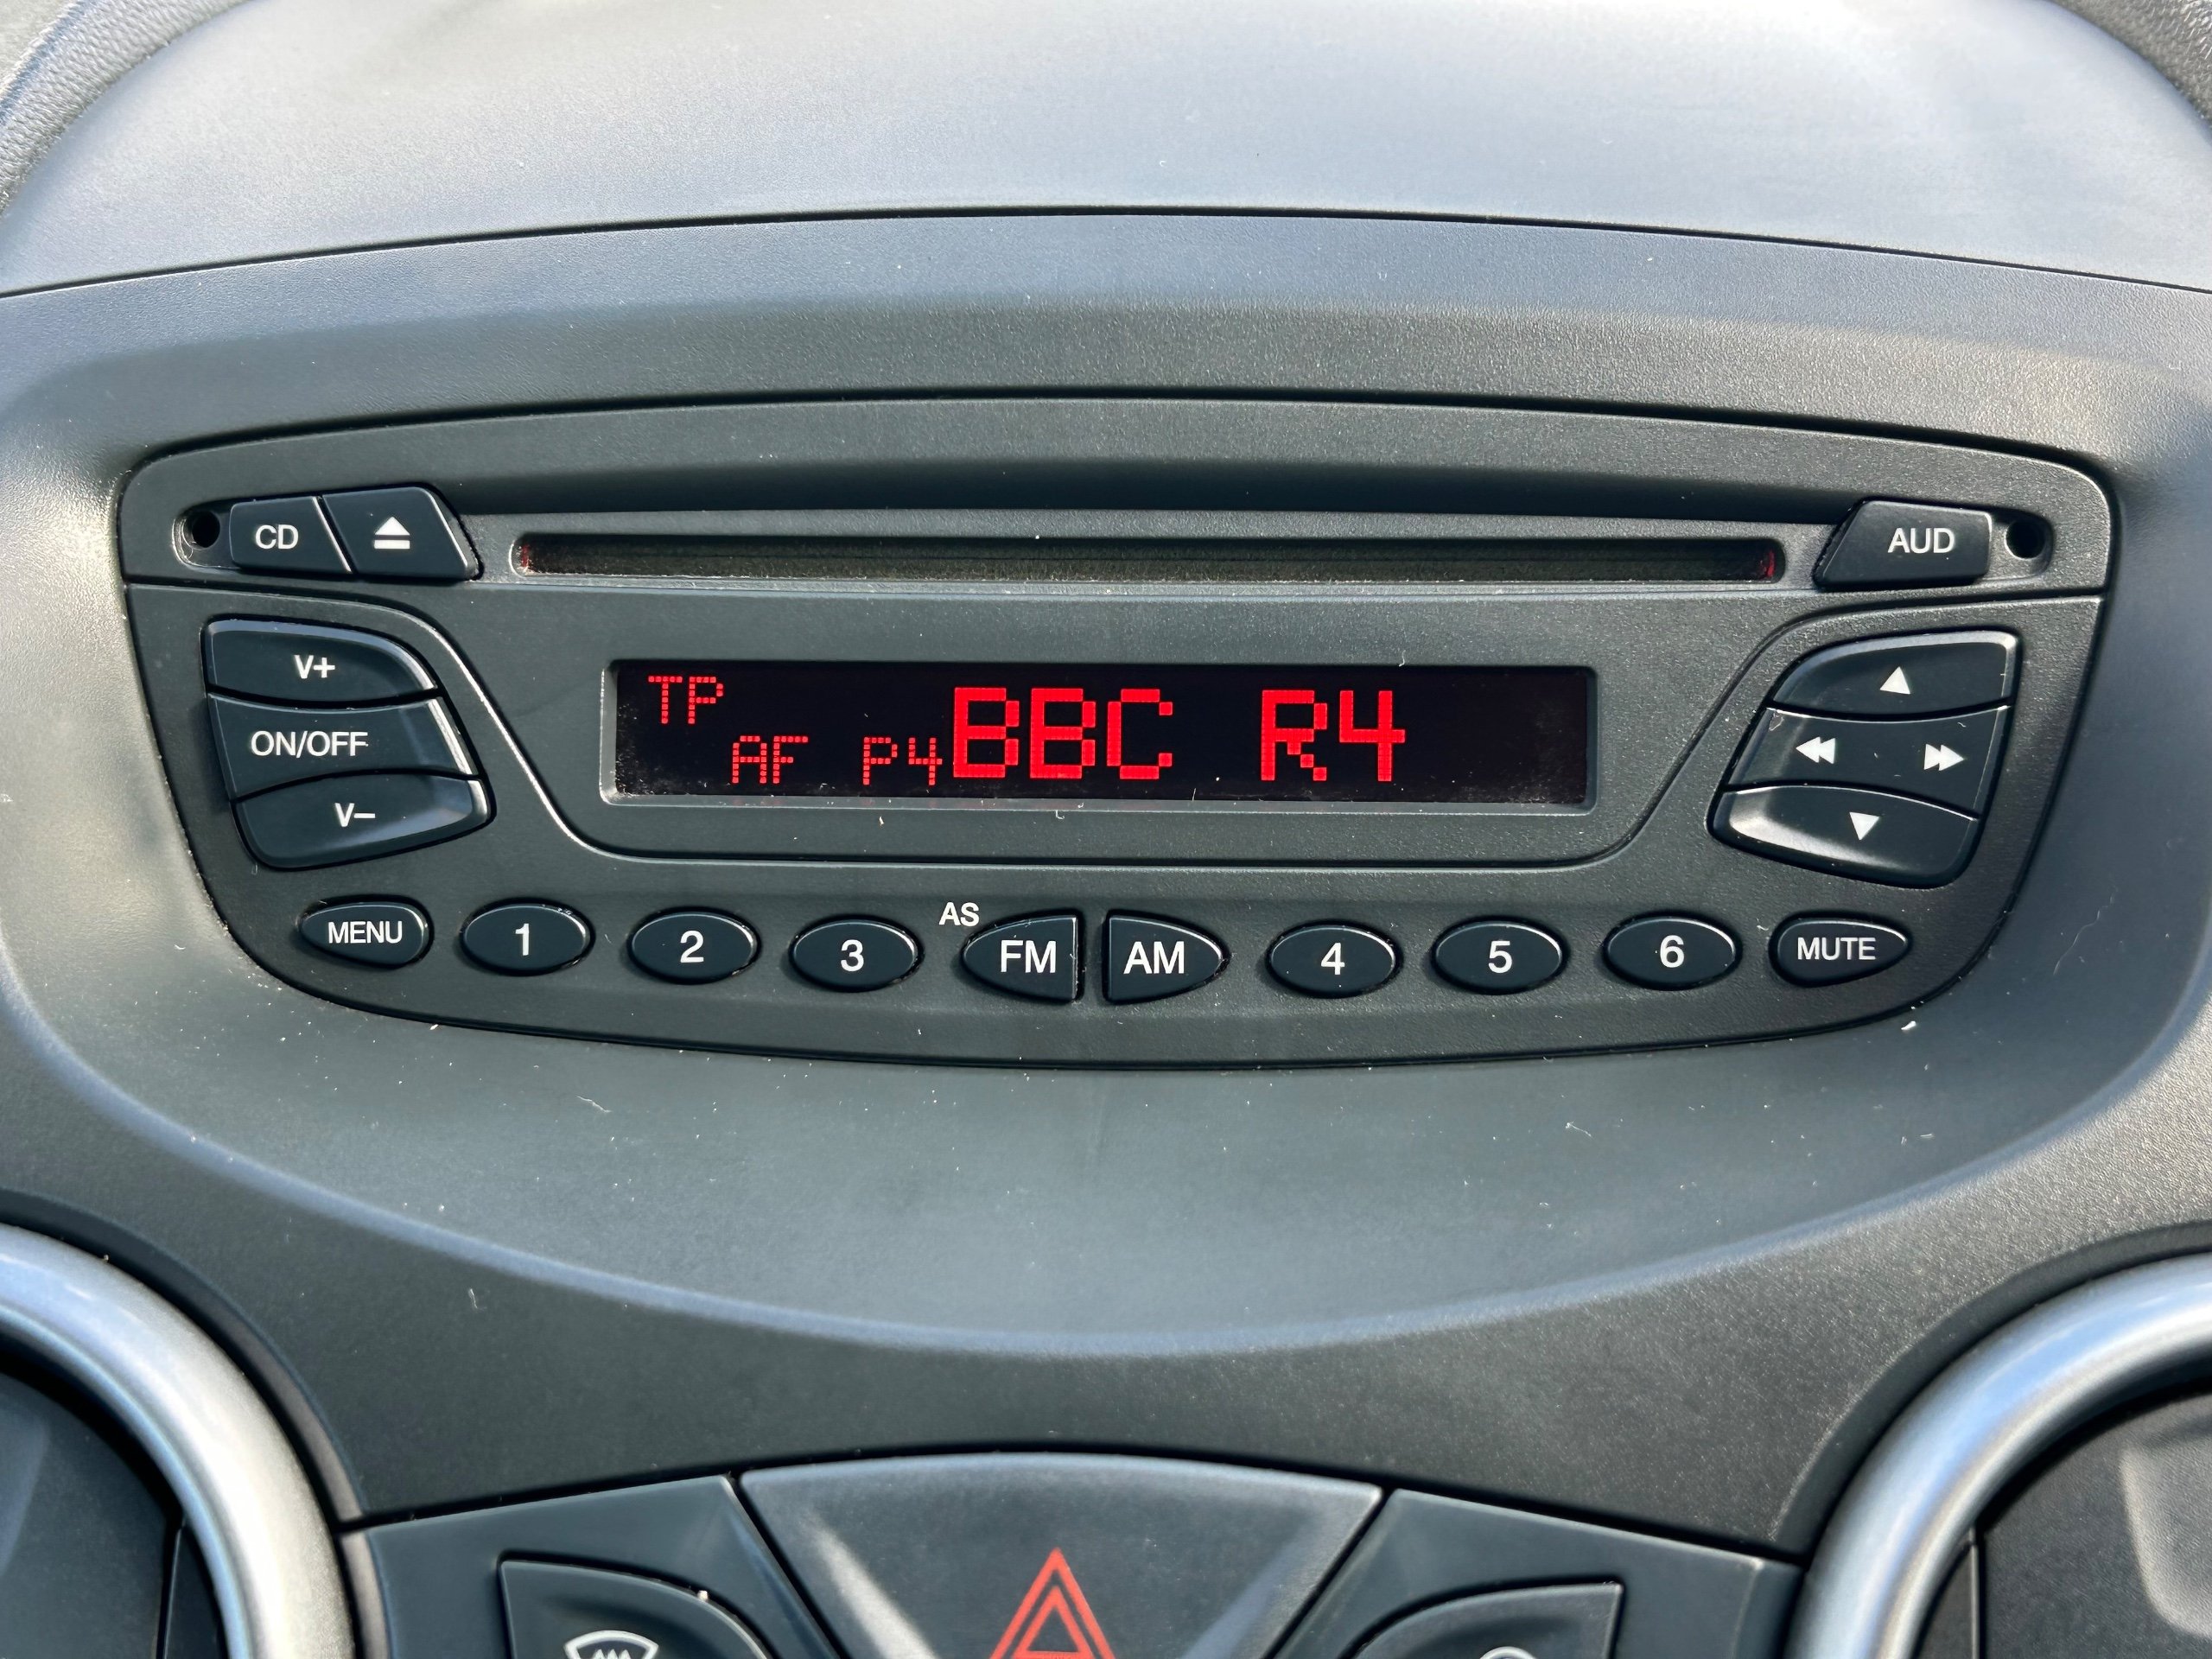 CD AUD
V+
ON/OFF
V–
TP
AF P4 BBC R4
AS
MENU 1 2 3 FM AM 4 5 6 MUTE